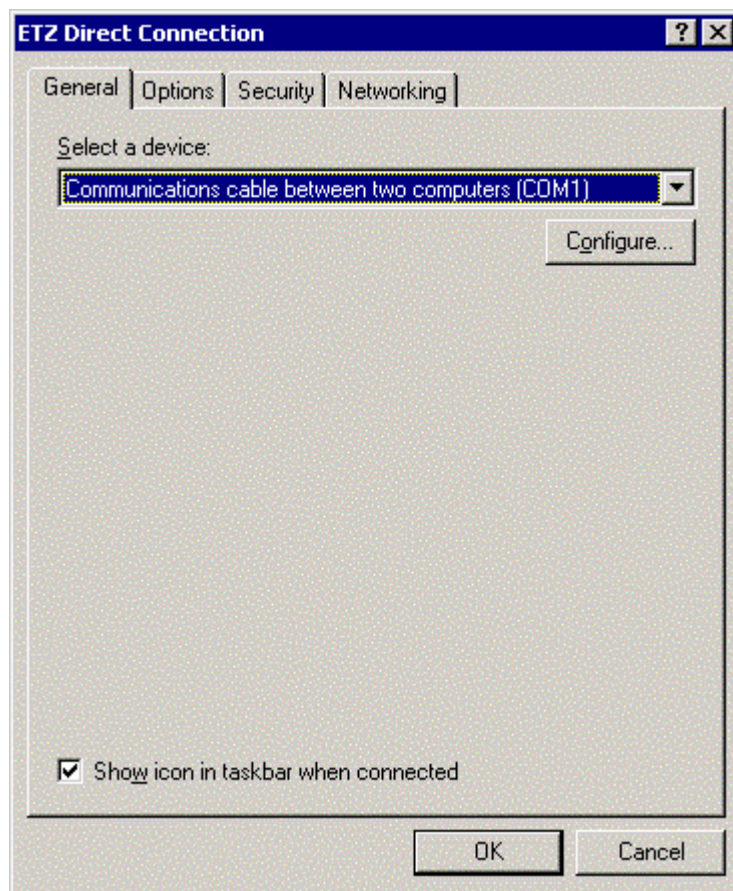 ETZ Direct Connection
General Options Security Networking
Select a device:
Communications cable between two computers (COM1)
Configure...
Show icon in taskbar when connected
OK Cancel